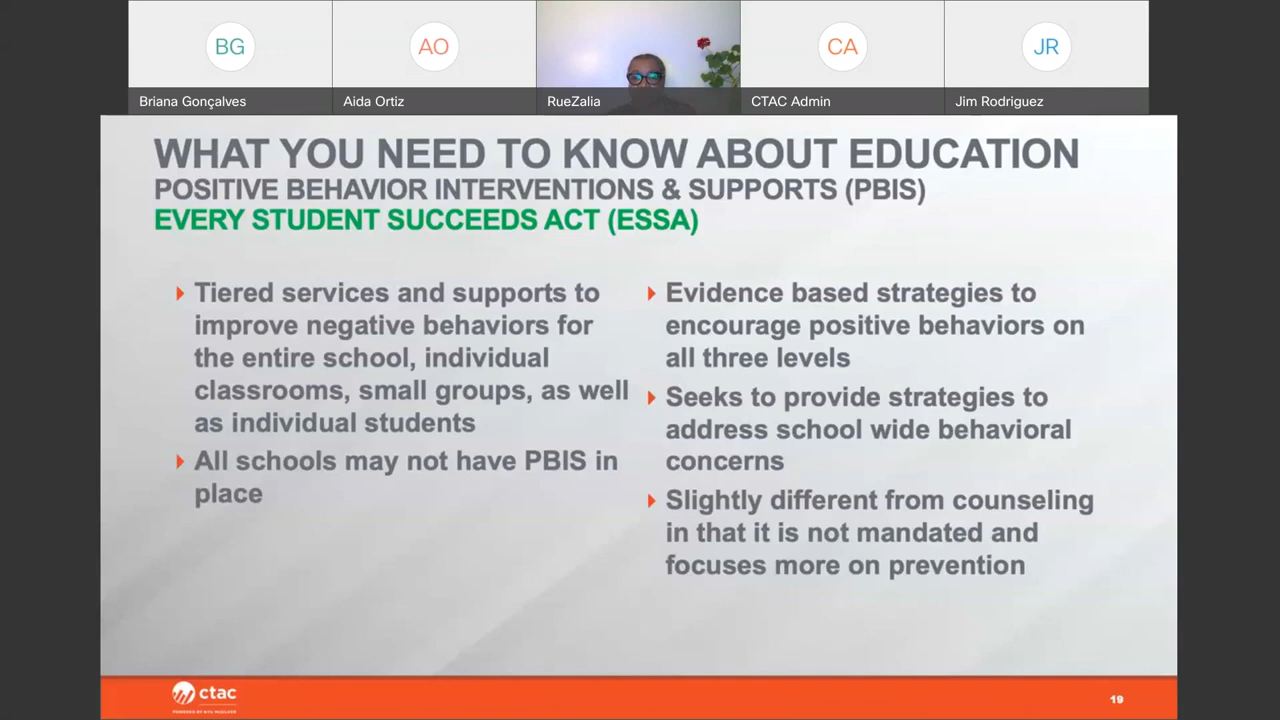 BG
AO
CA
JR
Briana Gonçalves
Aida Ortiz
RueZalia
CTAC Admin
Jim Rodriguez
WHAT YOU NEED TO KNOW ABOUT EDUCATION
POSITIVE BEHAVIOR INTERVENTIONS & SUPPORTS (PBIS)
EVERY STUDENT SUCCEEDS ACT (ESSA)
Tiered services and supports to
improve negative behaviors for
the entire school, individual
classrooms, small groups, as well
as individual students
All schools may not have PBIS in
place
Evidence based strategies to
encourage positive behaviors on
all three levels
Seeks to provide strategies to
address school wide behavioral
concerns
Slightly different from counseling
in that it is not mandated and
focuses more on prevention
ctac
POWERED BY NYU MCSILVER
19